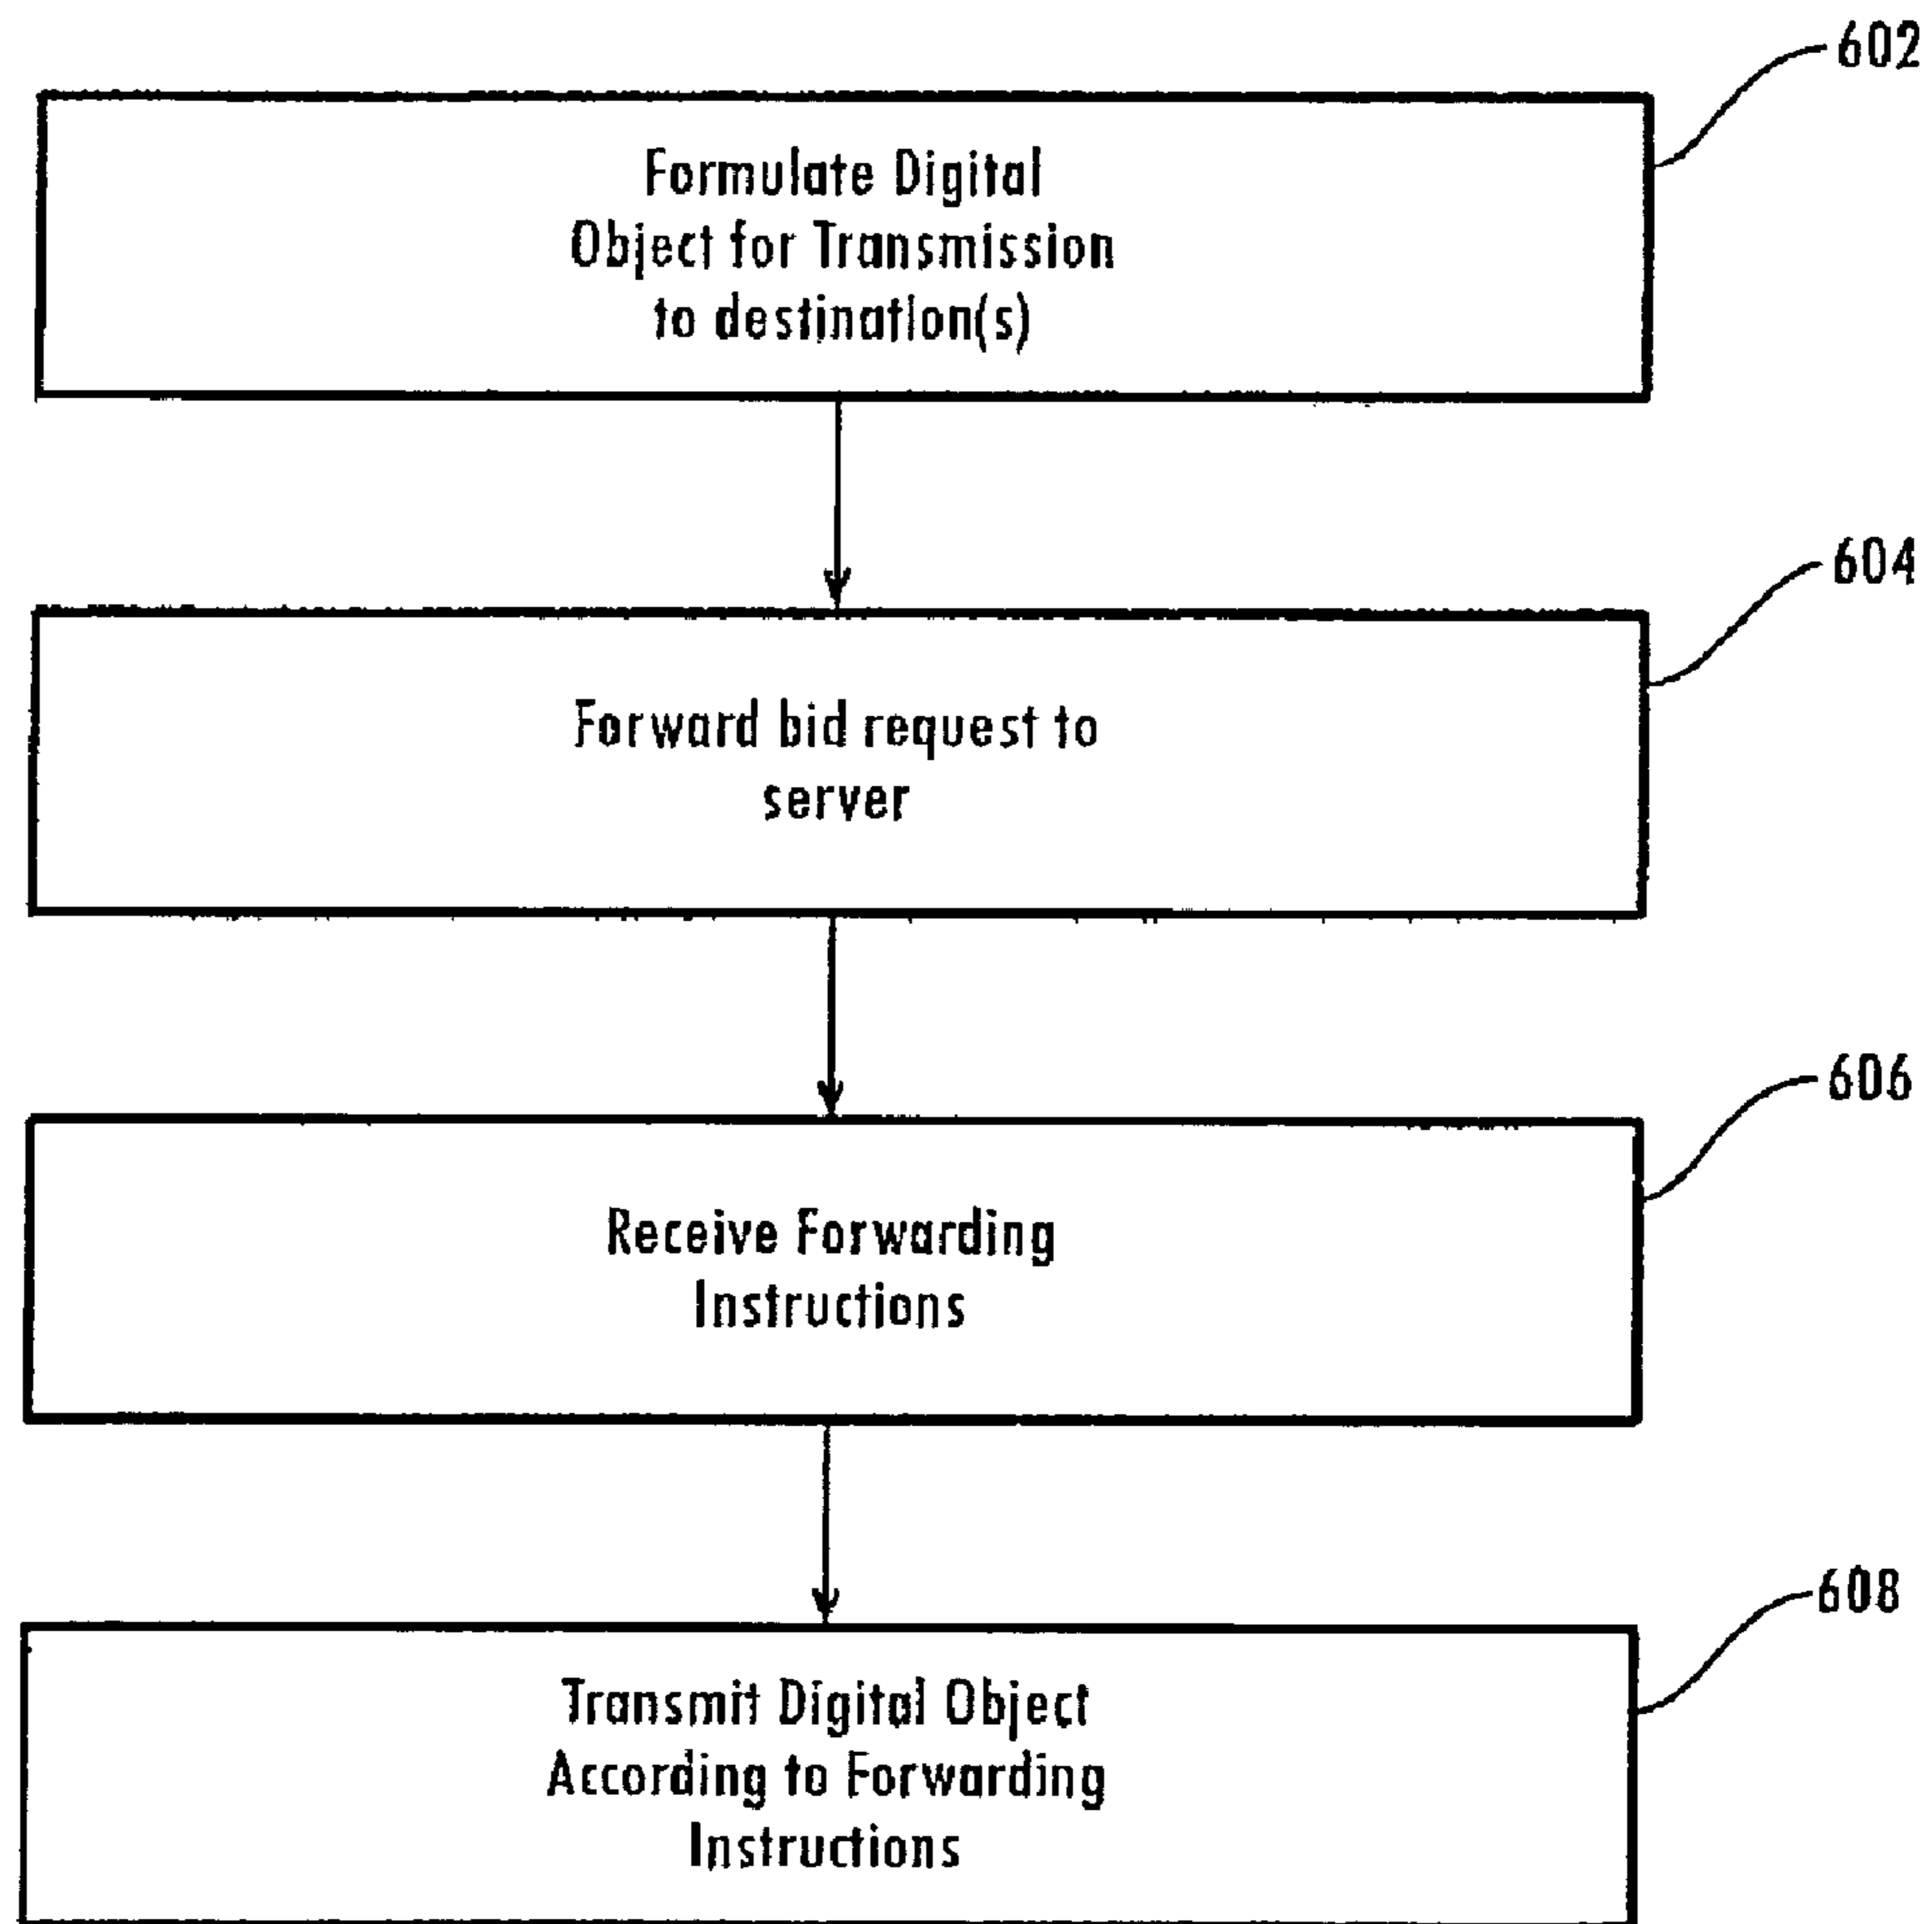 602
Formulate Digital
Object for Transmission
to destination(s)
604
Forward bid request to
server
606
Receive Forwarding
Instructions
608
Transmit Digital Object
According to Forwarding
Instructions